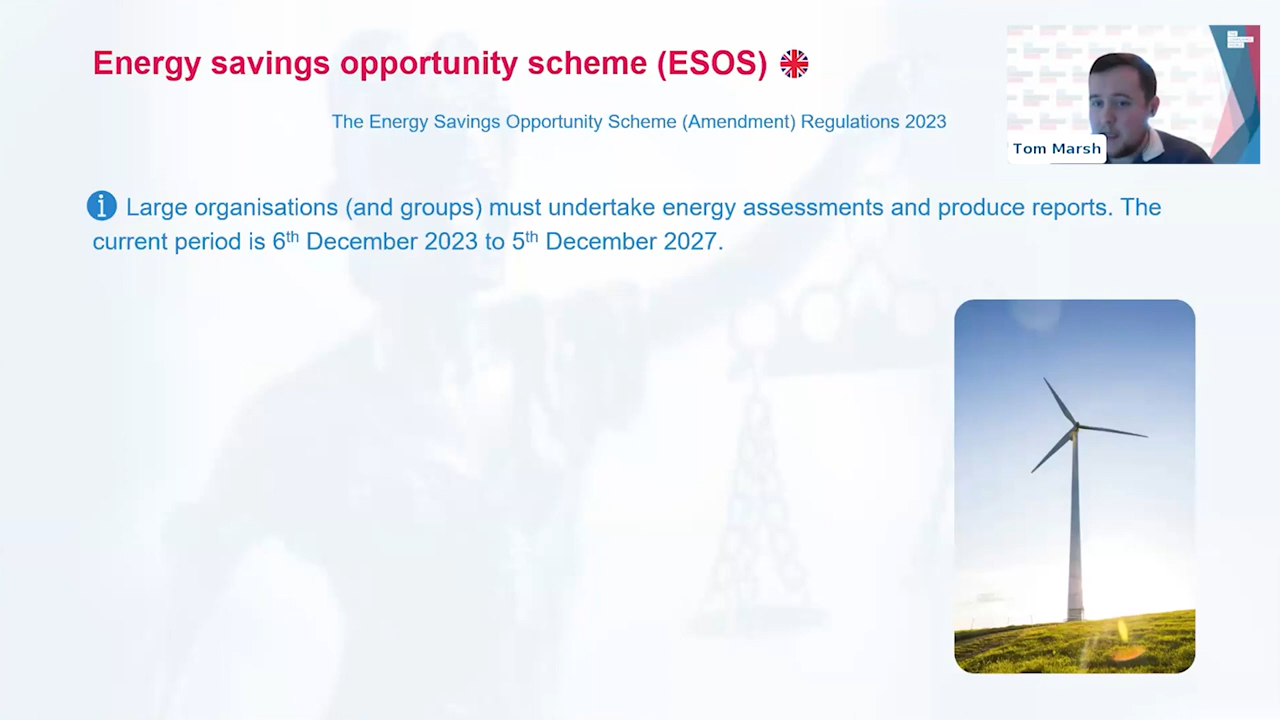 Energy savings opportunity scheme (ESOS)
The Energy Savings Opportunity Scheme (Amendment) Regulations 2023
Tom Marsh
i Large organisations (and groups) must undertake energy assessments and produce reports. The
current period is 6th December 2023 to 5th December 2027.